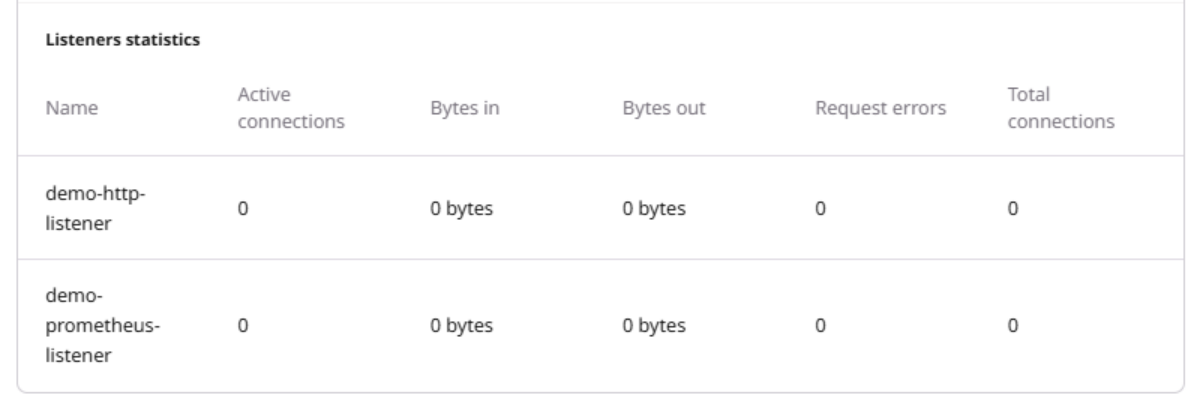 Listeners statistics
Name
Active
connections
Bytes in
Bytes out
Request errors
Total
connections
demo-http-
listener
0
0 bytes
0 bytes
0
0
demo-
prometheus-
listener
0
0 bytes
0 bytes
0
0